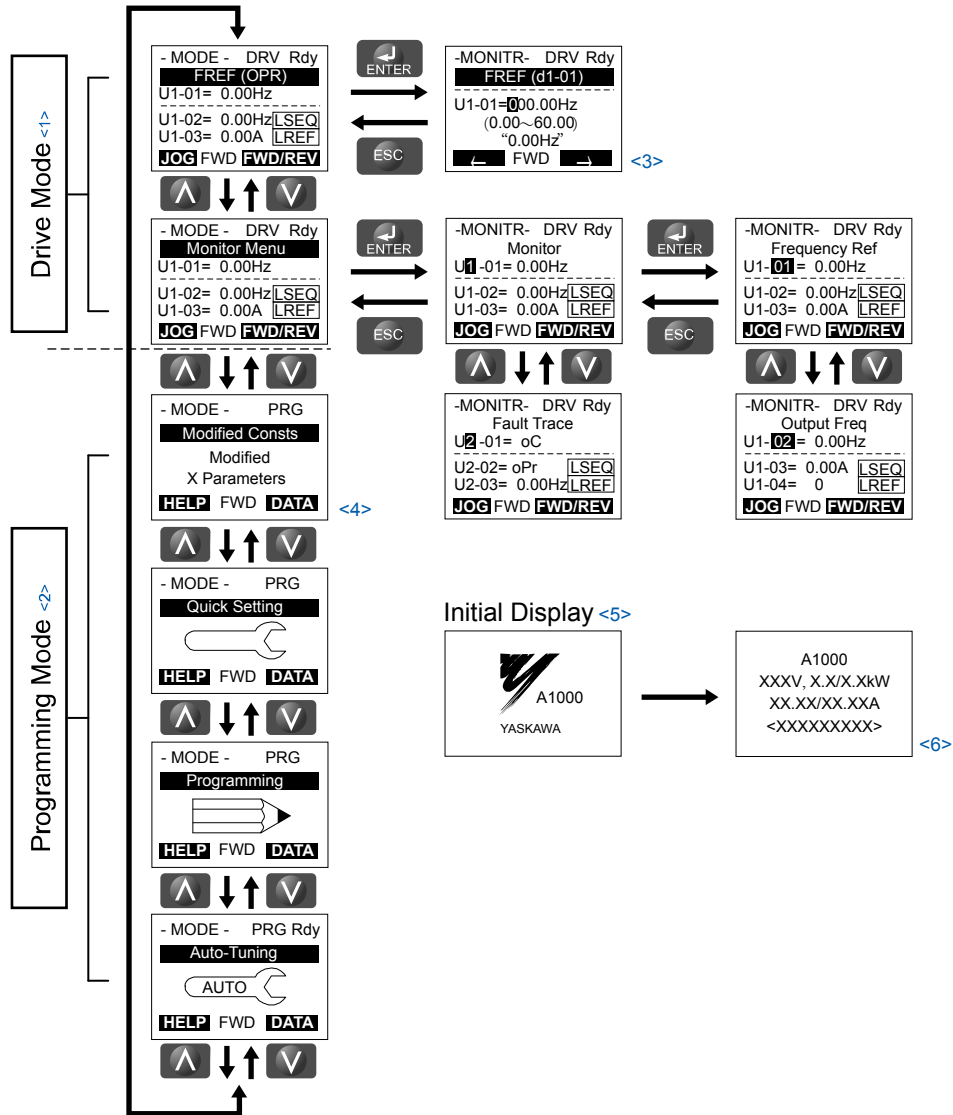 Drive Mode <1>
- MODE - DRV Rdy
FREF (OPR)
U1-01= 0.00Hz
U1-02= 0.00Hz LSEQ
U1-03= 0.00A LREF
JOG FWD FWD/REV
ENTER
ESC
-MONITR- DRV Rdy
FREF (d1-01)
U1-01=000.00Hz
(0.00~60.00)
“0.00Hz”
← FWD →
<3>
- MODE - DRV Rdy
Monitor Menu
U1-01= 0.00Hz
U1-02= 0.00Hz LSEQ
U1-03= 0.00A LREF
JOG FWD FWD/REV
ENTER
ESC
-MONITR- DRV Rdy
Monitor
U1 -01= 0.00Hz
U1-02= 0.00Hz LSEQ
U1-03= 0.00A LREF
JOG FWD FWD/REV
ENTER
ESC
-MONITR- DRV Rdy
Frequency Ref
U1- 01 = 0.00Hz
U1-02= 0.00Hz LSEQ
U1-03= 0.00A LREF
JOG FWD FWD/REV
-MONITR- DRV Rdy
Fault Trace
U2 -01= oC
U2-02= oPr LSEQ
U2-03= 0.00Hz LREF
JOG FWD FWD/REV
-MONITR- DRV Rdy
Output Freq
U1- 02 = 0.00Hz
U1-03= 0.00A LSEQ
U1-04= 0 LREF
JOG FWD FWD/REV
Programming Mode <2>
- MODE - PRG
Modified Consts
Modified
X Parameters
HELP FWD DATA
<4>
- MODE - PRG
Quick Setting
HELP FWD DATA
- MODE - PRG
Programming
HELP FWD DATA
- MODE - PRG Rdy
Auto-Tuning
AUTO
HELP FWD DATA
Initial Display <5>
A1000
YASKAWA
A1000
XXXV, X.X/X.XkW
XX.XX/XX.XXA
<XXXXXXXXX>
<6>